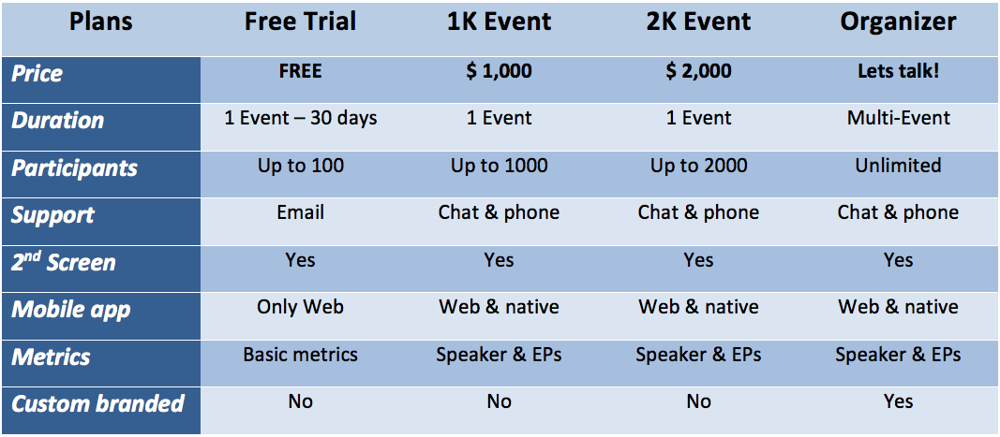 Plans Free Trial 1K Event 2K Event Organizer
Price FREE $ 1,000 $ 2,000 Lets talk!
Duration 1 Event – 30 days 1 Event 1 Event Multi-Event
Participants Up to 100 Up to 1000 Up to 2000 Unlimited
Support Email Chat & phone Chat & phone Chat & phone
2nd Screen Yes Yes Yes Yes
Mobile app Only Web Web & native Web & native Web & native
Metrics Basic metrics Speaker & EPs Speaker & EPs Speaker & EPs
Custom branded No No No Yes